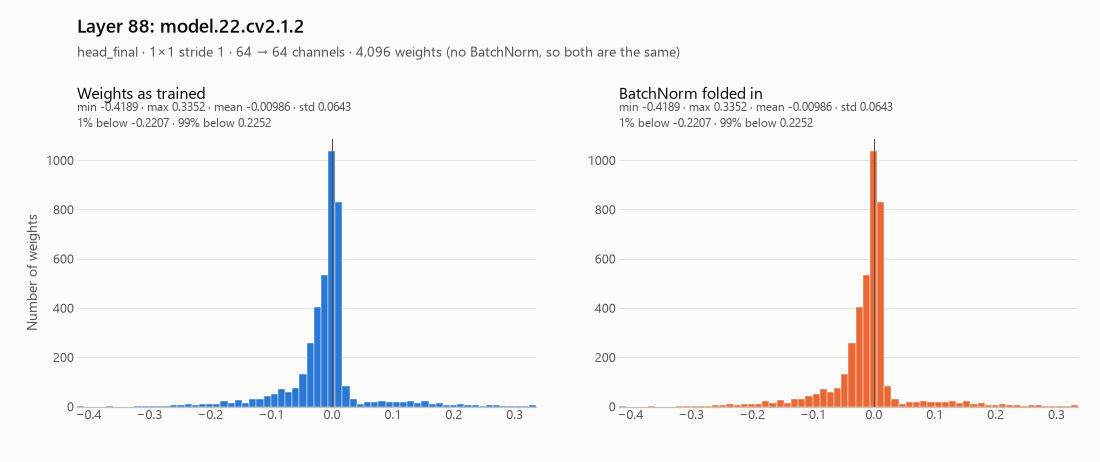 Layer 88: model.22.cv2.1.2
head_final · 1×1 stride 1 · 64 → 64 channels · 4,096 weights (no BatchNorm, so both are the same)
Weights as trained
min -0.4189 · max 0.3352 · mean -0.00986 · std 0.0643
1% below -0.2207 · 99% below 0.2252
BatchNorm folded in
min -0.4189 · max 0.3352 · mean -0.00986 · std 0.0643
1% below -0.2207 · 99% below 0.2252
Number of weights
1000
800
600
400
200
0
−0.4 −0.3 −0.2 −0.1 0.0 0.1 0.2 0.3
1000
800
600
400
200
0
−0.4 −0.3 −0.2 −0.1 0.0 0.1 0.2 0.3